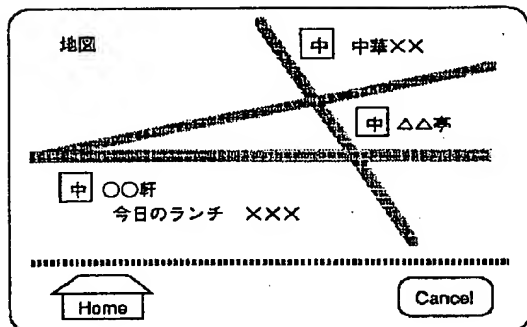 地図
中 中華××
中 △△亭
中 ○○軒
今日のランチ ×××
Home
Cancel